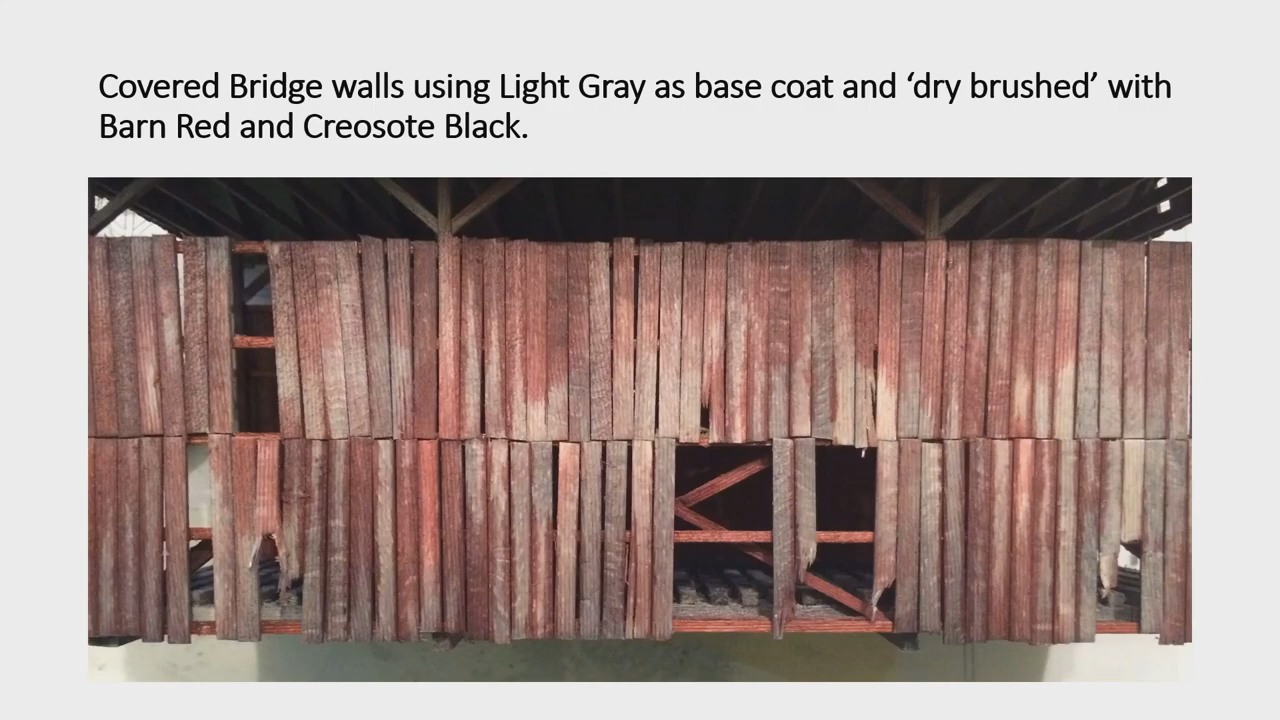 Covered Bridge walls using Light Gray as base coat and ‘dry brushed’ with
Barn Red and Creosote Black.